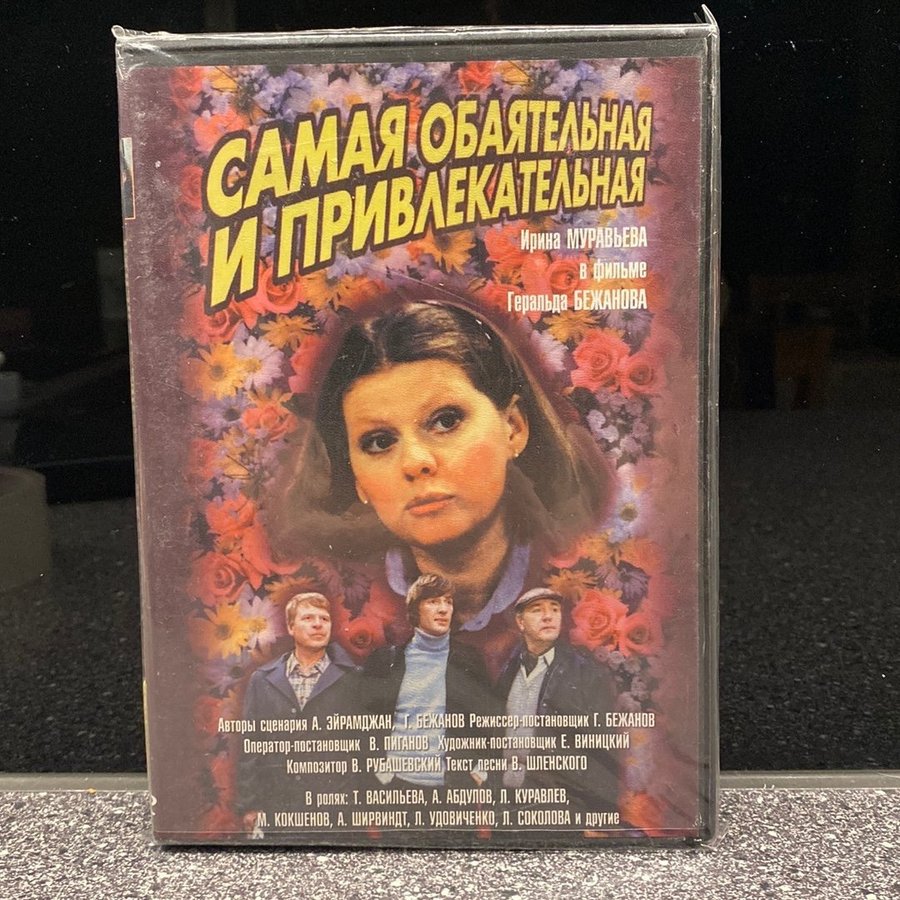 САМАЯ ОБАЯТЕЛЬНАЯ
И ПРИВЛЕКАТЕЛЬНАЯ
Ирина МУРАВЬЕВА
в фильме
Геральда БЕЖАНОВА
Авторы сценария А. ЭЙРАМДЖАН, Г. БЕЖАНОВ Режиссер-постановщик Г. БЕЖАНОВ
Оператор-постановщик В. ПИГАНОВ Художник-постановщик Е. ВИНИЦКИЙ
Композитор В. РУБАШЕВСКИЙ Текст песни В. ШЛЕНСКОГО
В ролях: Т. ВАСИЛЬЕВА, А. АБДУЛОВ, Л. КУРАВЛЕВ,
М. КОКШЕНОВ, А. ШИРВИНДТ, Л. УДОВИЧЕНКО, Л. СОКОЛОВА и другие